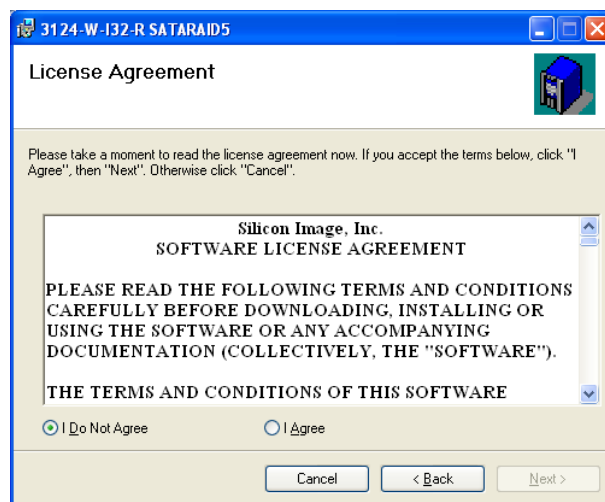 3124-W-I32-R SATARAID5
License Agreement
Please take a moment to read the license agreement now. If you accept the terms below, click "I
Agree", then "Next". Otherwise click "Cancel".
Silicon Image, Inc.
SOFTWARE LICENSE AGREEMENT
PLEASE READ THE FOLLOWING TERMS AND CONDITIONS
CAREFULLY BEFORE DOWNLOADING, INSTALLING OR
USING THE SOFTWARE OR ANY ACCOMPANYING
DOCUMENTATION (COLLECTIVELY, THE "SOFTWARE").
THE TERMS AND CONDITIONS OF THIS SOFTWARE
I Do Not Agree I Agree
Cancel < Back Next >